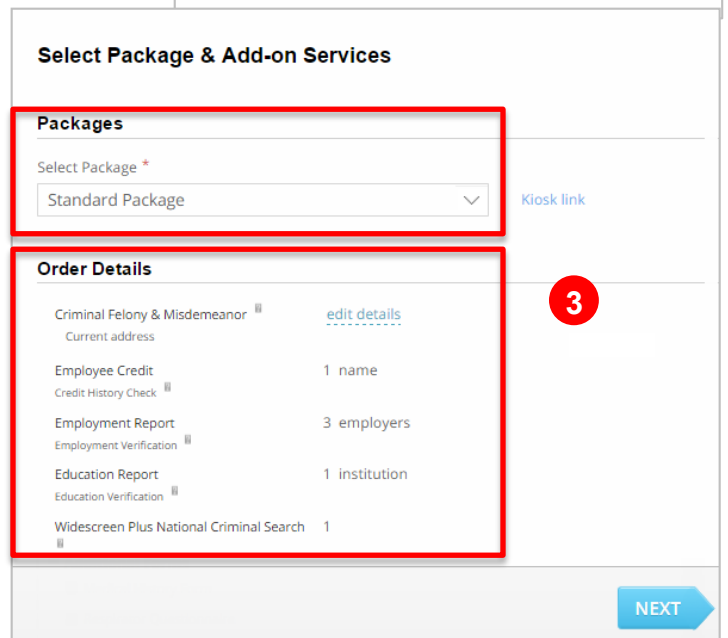 Select Package & Add-on Services
Packages
Select Package *
Standard Package
Kiosk link
Order Details
3
Criminal Felony & Misdemeanor
edit details
Current address
Employee Credit
1 name
Credit History Check
Employment Report
3 employers
Employment Verification
Education Report
1 institution
Education Verification
Widescreen Plus National Criminal Search
1
NEXT